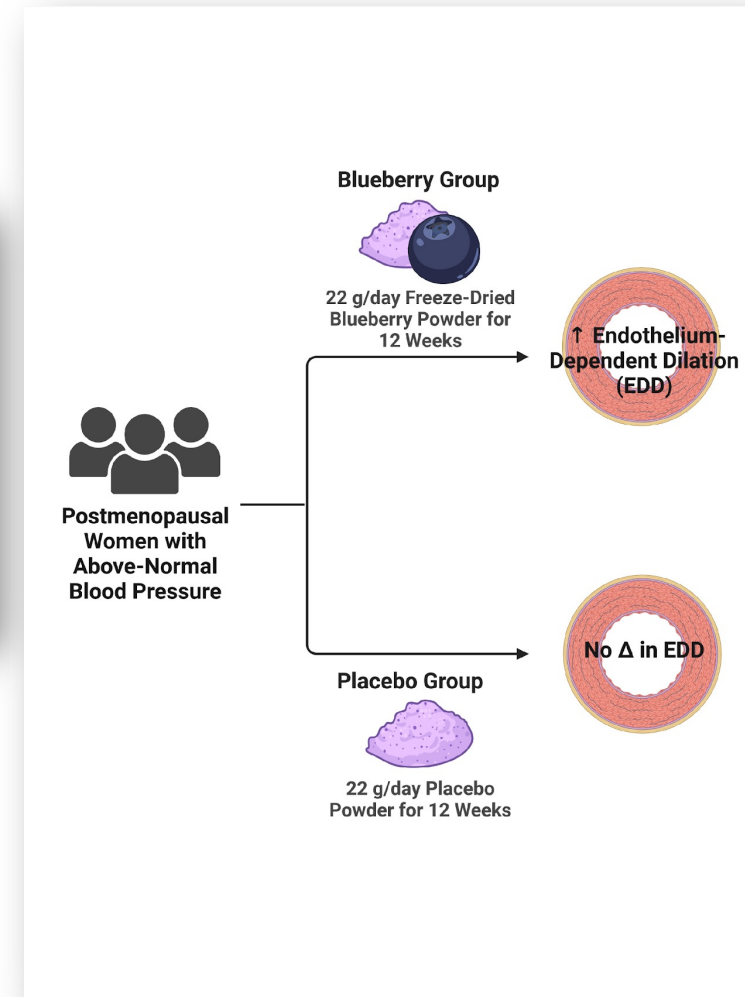 Blueberry Group
22 g/day Freeze-Dried
Blueberry Powder for
12 Weeks
↑ Endothelium-
Dependent Dilation
(EDD)
Postmenopausal
Women with
Above-Normal
Blood Pressure
No Δ in EDD
Placebo Group
22 g/day Placebo
Powder for 12 Weeks